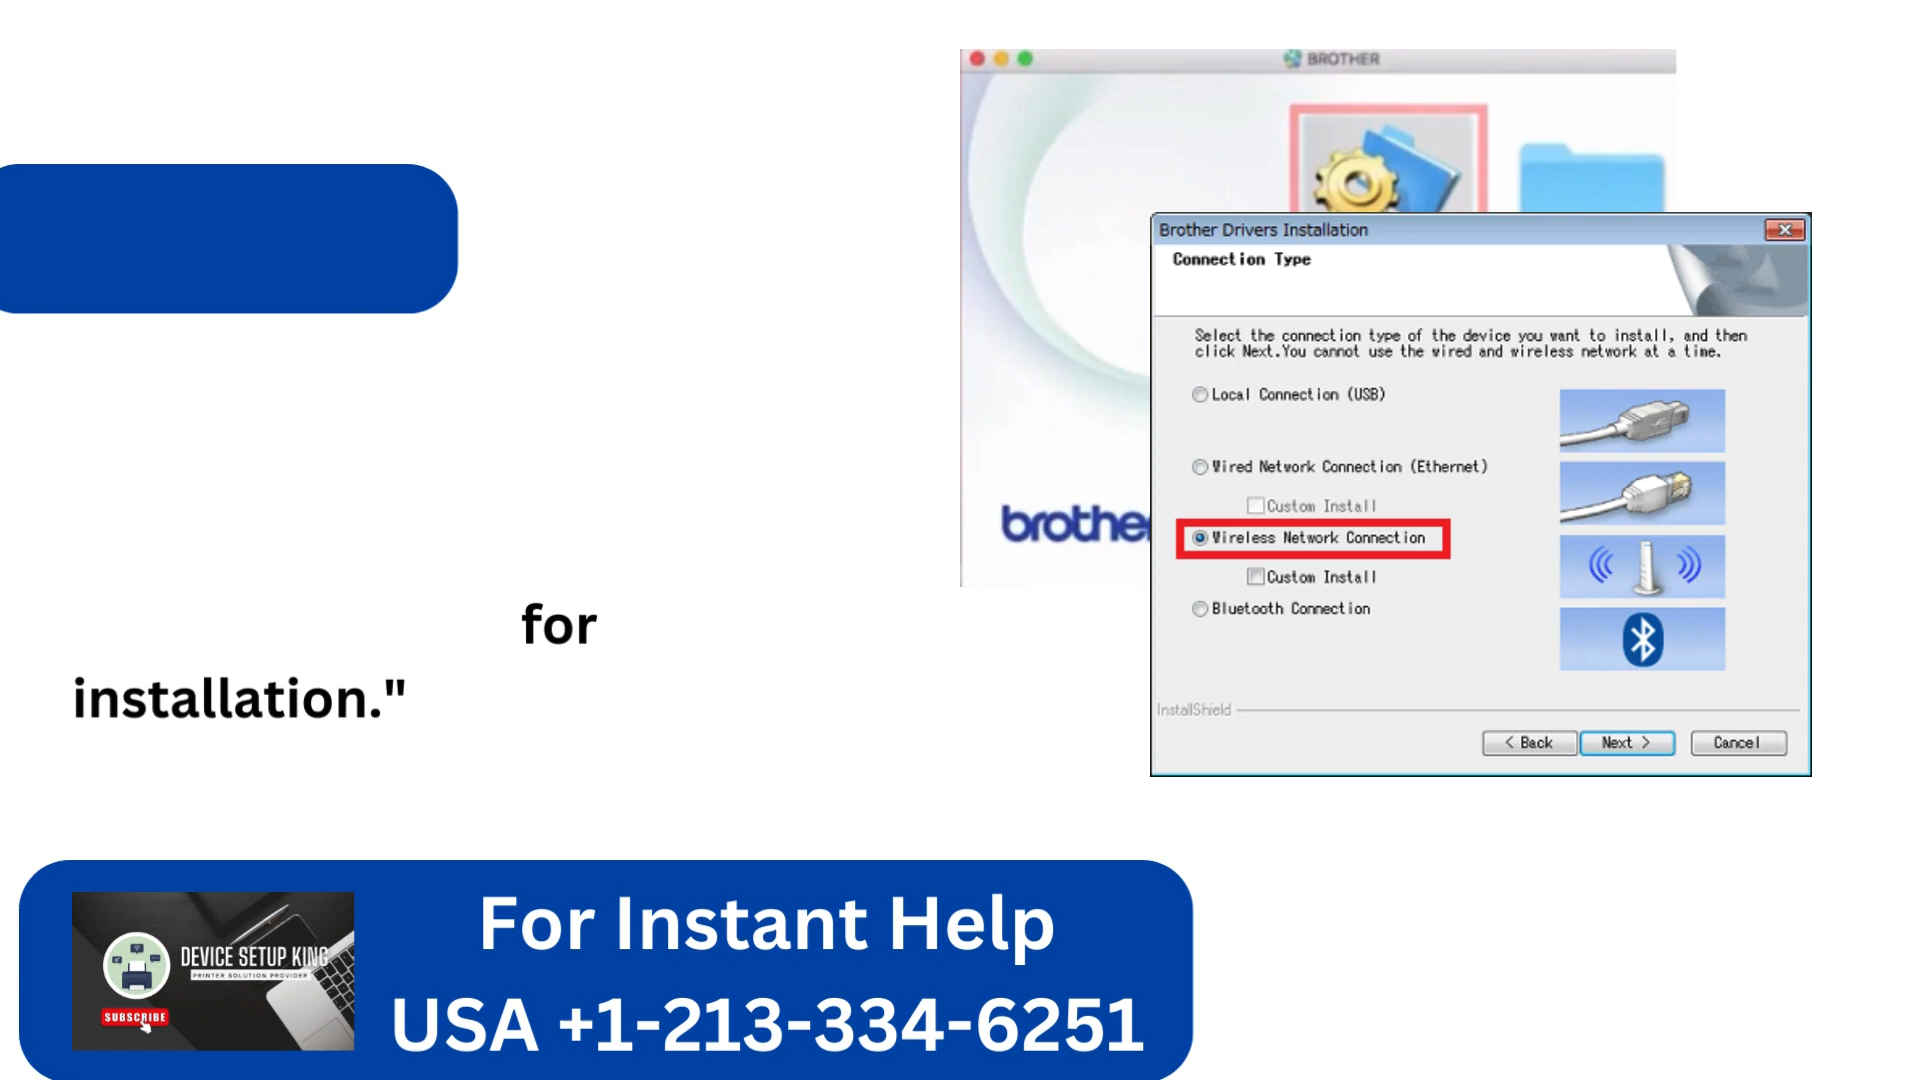 BROTHER
brothe
Brother Drivers Installation
Connection Type
Select the connection type of the device you want to install, and then
click Next.You cannot use the wired and wireless network at a time.
Local Connection (USB)
Wired Network Connection (Ethernet)
Custom Install
Wireless Network Connection
Custom Install
Bluetooth Connection
InstallShield
< Back
Next >
Cancel
for
installation."
DEVICE SETUP KING
PRINTER SOLUTION PROVIDER
SUBSCRIBE
For Instant Help
USA +1-213-334-6251